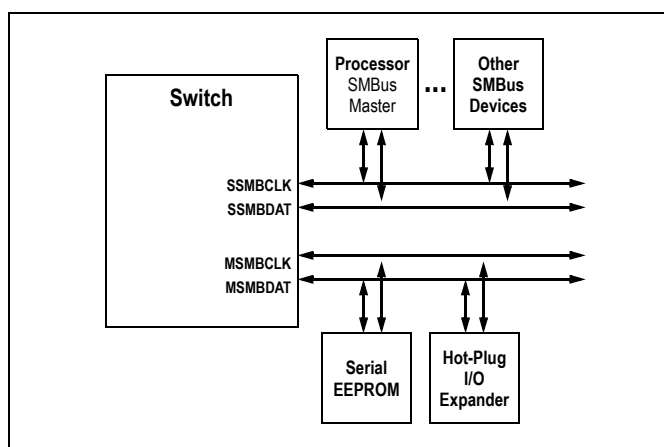 Processor
SMBus
Master
...
Other
SMBus
Devices
Switch
SSMBCLK
SSMBDAT
MSMBCLK
MSMBDAT
Serial
EEPROM
Hot-Plug
I/O
Expander